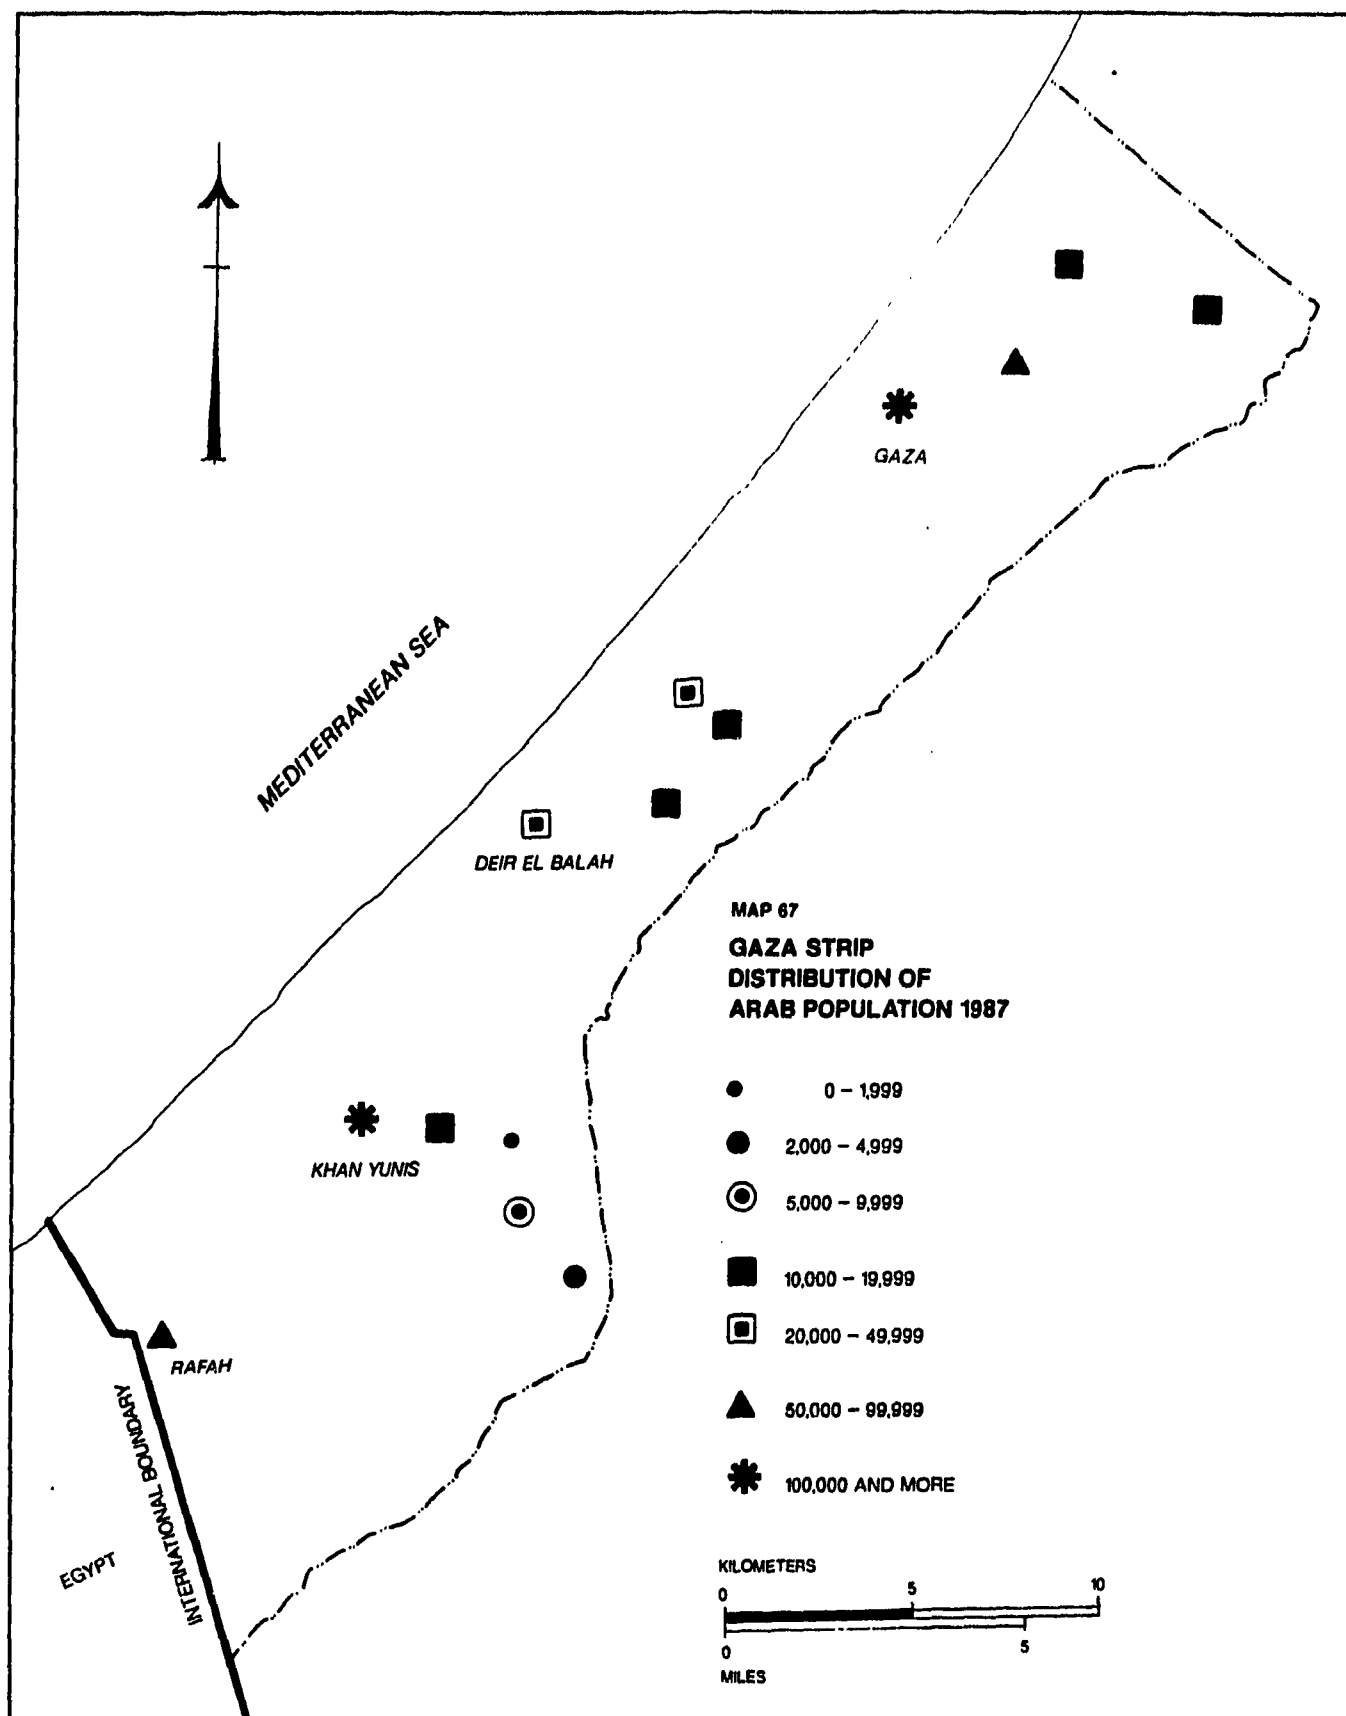 GAZA
MEDITERRANEAN SEA
DEIR EL BALAH
MAP 67
GAZA STRIP
DISTRIBUTION OF
ARAB POPULATION 1987
0 – 1,999
KHAN YUNIS
2,000 – 4,999
5,000 – 9,999
10,000 – 19,999
20,000 – 49,999
RAFAH
50,000 – 99,999
INTERNATIONAL BOUNDARY
100,000 AND MORE
EGYPT
KILOMETERS
0 5 10
0 5
MILES